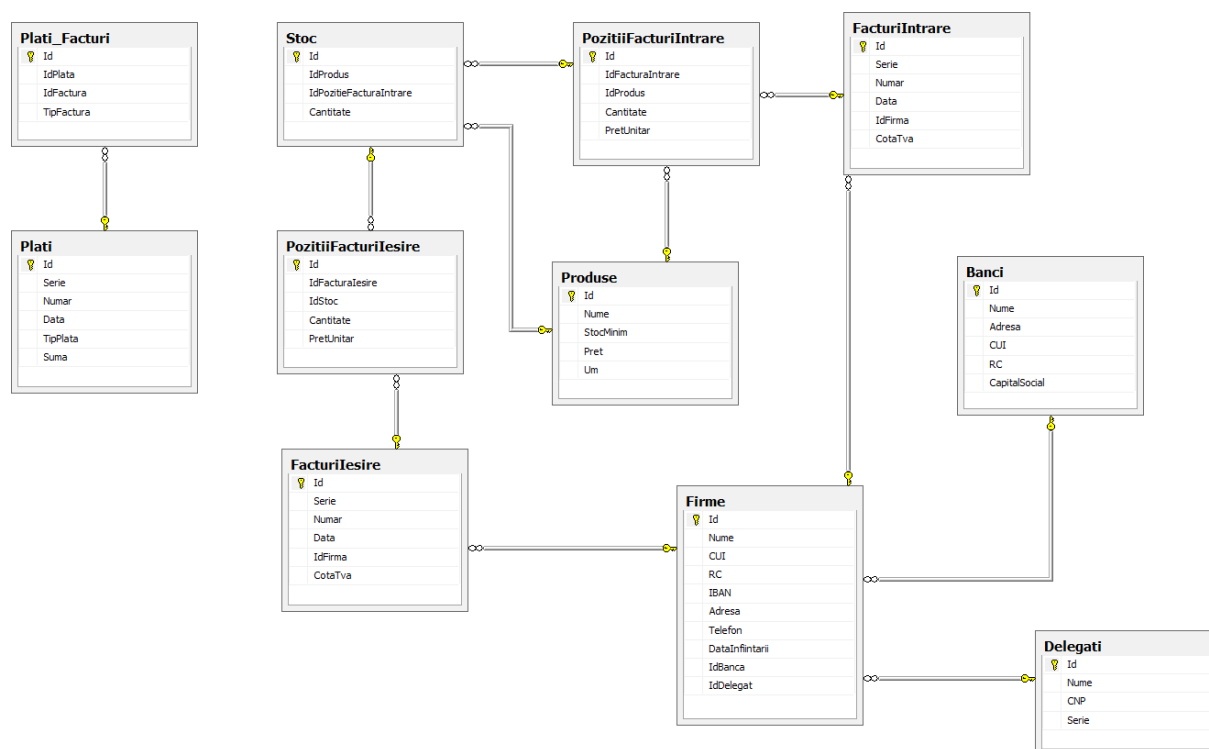 Plati_Facturi
Id
IdPlata
IdFactura
TipFactura
Stoc
Id
IdProdus
IdPozitieFacturaIntrare
Cantitate
PozitiiFacturiIntrare
Id
IdFacturaIntrare
IdProdus
Cantitate
PretUnitar
FacturiIntrare
Id
Serie
Numar
Data
IdFirma
CotaTva
Plati
Id
Serie
Numar
Data
TipPlata
Suma
PozitiiFacturiIesire
Id
IdFacturaIesire
IdStoc
Cantitate
PretUnitar
Produse
Id
Nume
StocMinim
Pret
Um
Banci
Id
Nume
Adresa
CUI
RC
CapitalSocial
FacturiIesire
Id
Serie
Numar
Data
IdFirma
CotaTva
Firme
Id
Nume
CUI
RC
IBAN
Adresa
Telefon
DataInfiintarii
IdBanca
IdDelegat
Delegati
Id
Nume
CNP
Serie